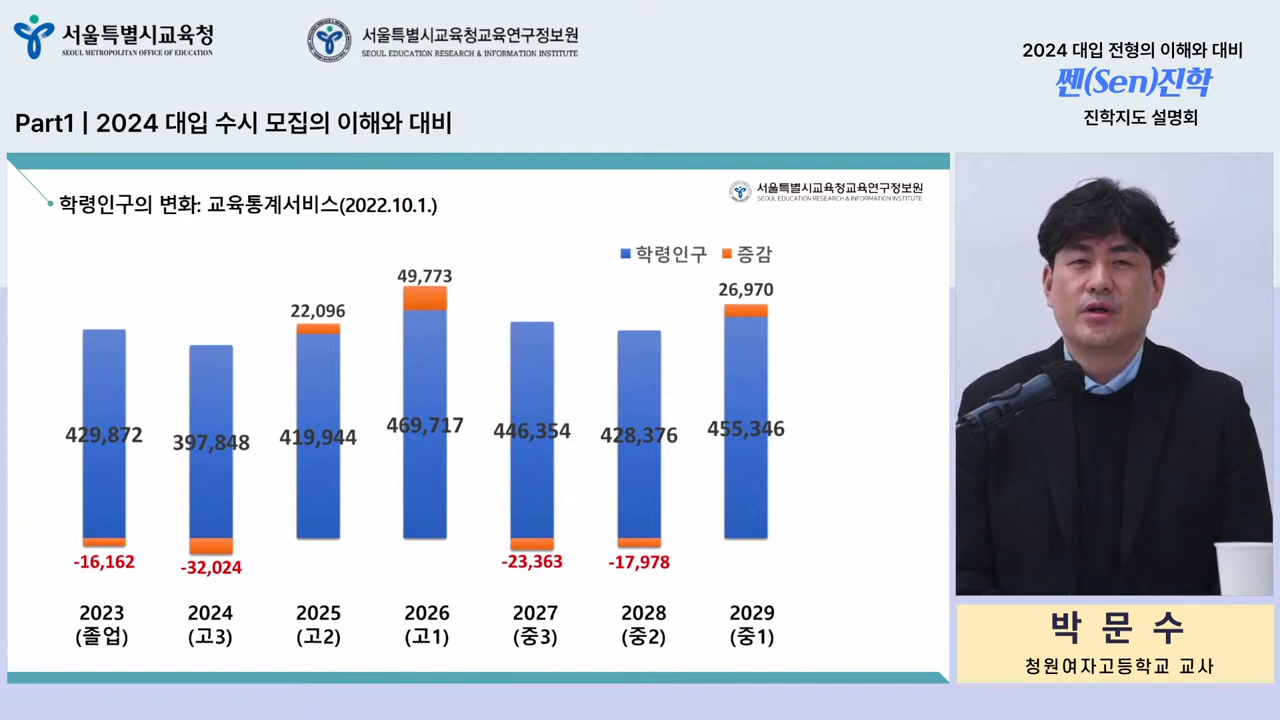 서울특별시교육청
SEOUL METROPOLITAN OFFICE OF EDUCATION
서울특별시교육청교육연구정보원
SEOUL EDUCATION RESEARCH & INFORMATION INSTITUTE
2024 대입 전형의 이해와 대비
쎈(Sen)진학
진학지도 설명회
Part1 | 2024 대입 수시 모집의 이해와 대비
학령인구의 변화: 교육통계서비스(2022.10.1.)
서울특별시교육청교육연구정보원
SEOUL EDUCATION RESEARCH & INFORMATION INSTITUTE
학령인구 증감
22,096 49,773 26,970
429,872 397,848 419,944 469,717 446,354 428,376 455,346
-16,162 -32,024 -23,363 -17,978
2023 2024 2025 2026 2027 2028 2029
(졸업) (고3) (고2) (고1) (중3) (중2) (중1)
박 문 수
청원여자고등학교 교사